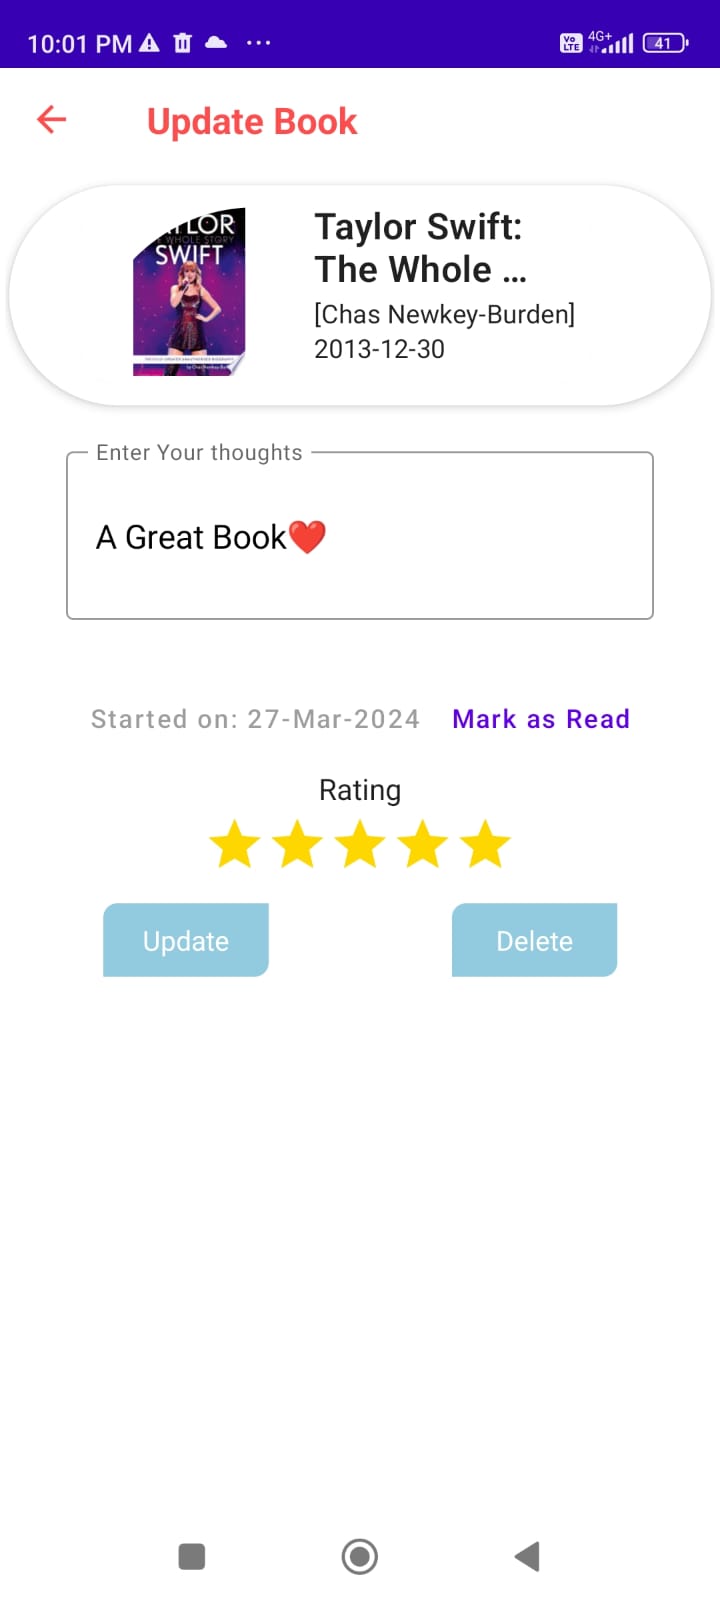 10:01 PM
Vo LTE 4G+ 41
Update Book
LOR
WHOLE STORY
SWIFT
Taylor Swift:
The Whole ...
[Chas Newkey-Burden]
2013-12-30
Enter Your thoughts
A Great Book❤️
Started on: 27-Mar-2024 Mark as Read
Rating
Update Delete